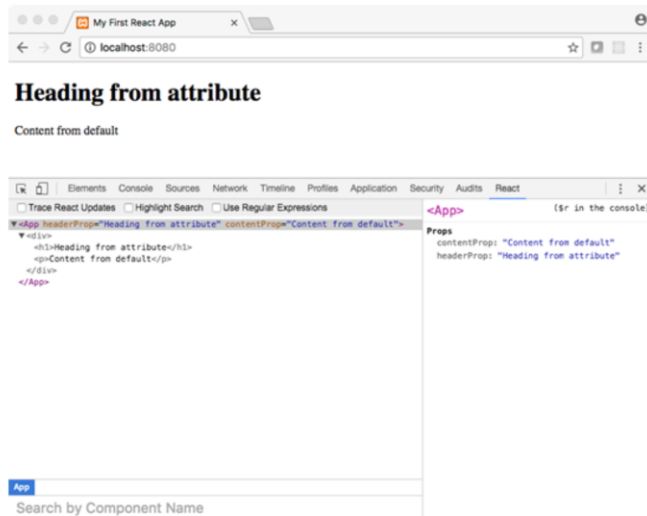 My First React App
localhost:8080
Heading from attribute
Content from default
Elements Console Sources Network Timeline Profiles Application Security Audits React
Trace React Updates Highlight Search Use Regular Expressions
<App headerProp="Heading from attribute" contentProp="Content from default">
<div>
<h1>Heading from attribute</h1>
<p>Content from default</p>
</div>
</App>
<App> ($r in the console)
Props
contentProp: "Content from default"
headerProp: "Heading from attribute"
App
Search by Component Name